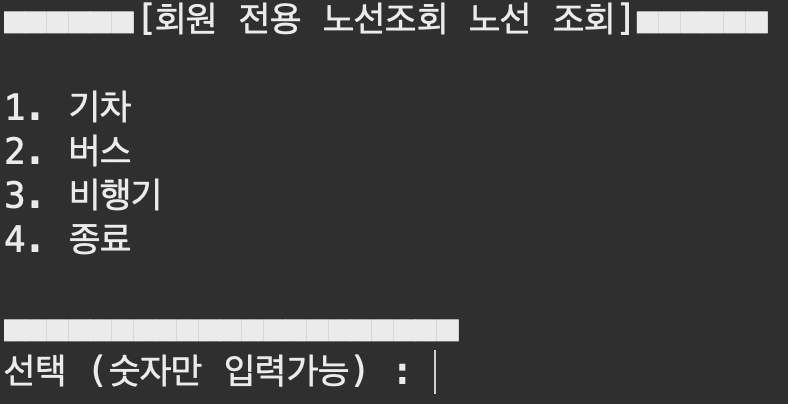 [회원 전용 노선조회 노선 조회]
1. 기차
2. 버스
3. 비행기
4. 종료
선택 (숫자만 입력가능) :